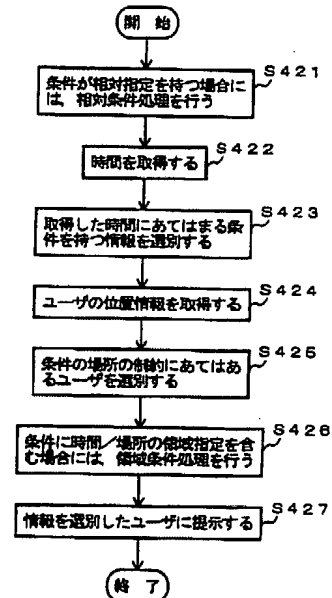 開 始
S421
条件が相対指定を持つ場合に
は、相対条件処理を行う
S422
時間を取得する
S423
取得した時間にあてはまる条
件を持つ情報を選別する
S424
ユーザの位置情報を取得する
S425
条件の場所の制約にあてはあ
るユーザを選別する
S426
条件に時間/場所の領域指定を含
む場合には、領域条件処理を行う
S427
情報を選別したユーザに提示する
終 了